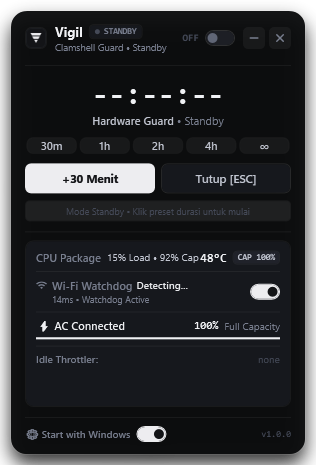 Vigil • STANDBY OFF
Clamshell Guard • Standby
--:--:--
Hardware Guard • Standby
30m 1h 2h 4h ∞
+30 Menit Tutup [ESC]
Mode Standby • Klik preset durasi untuk mulai
CPU Package 15% Load • 92% Cap 48°C CAP 100%
Wi-Fi Watchdog Detecting...
14ms • Watchdog Active
AC Connected 100% Full Capacity
Idle Throttler: none
Start with Windows v1.0.0